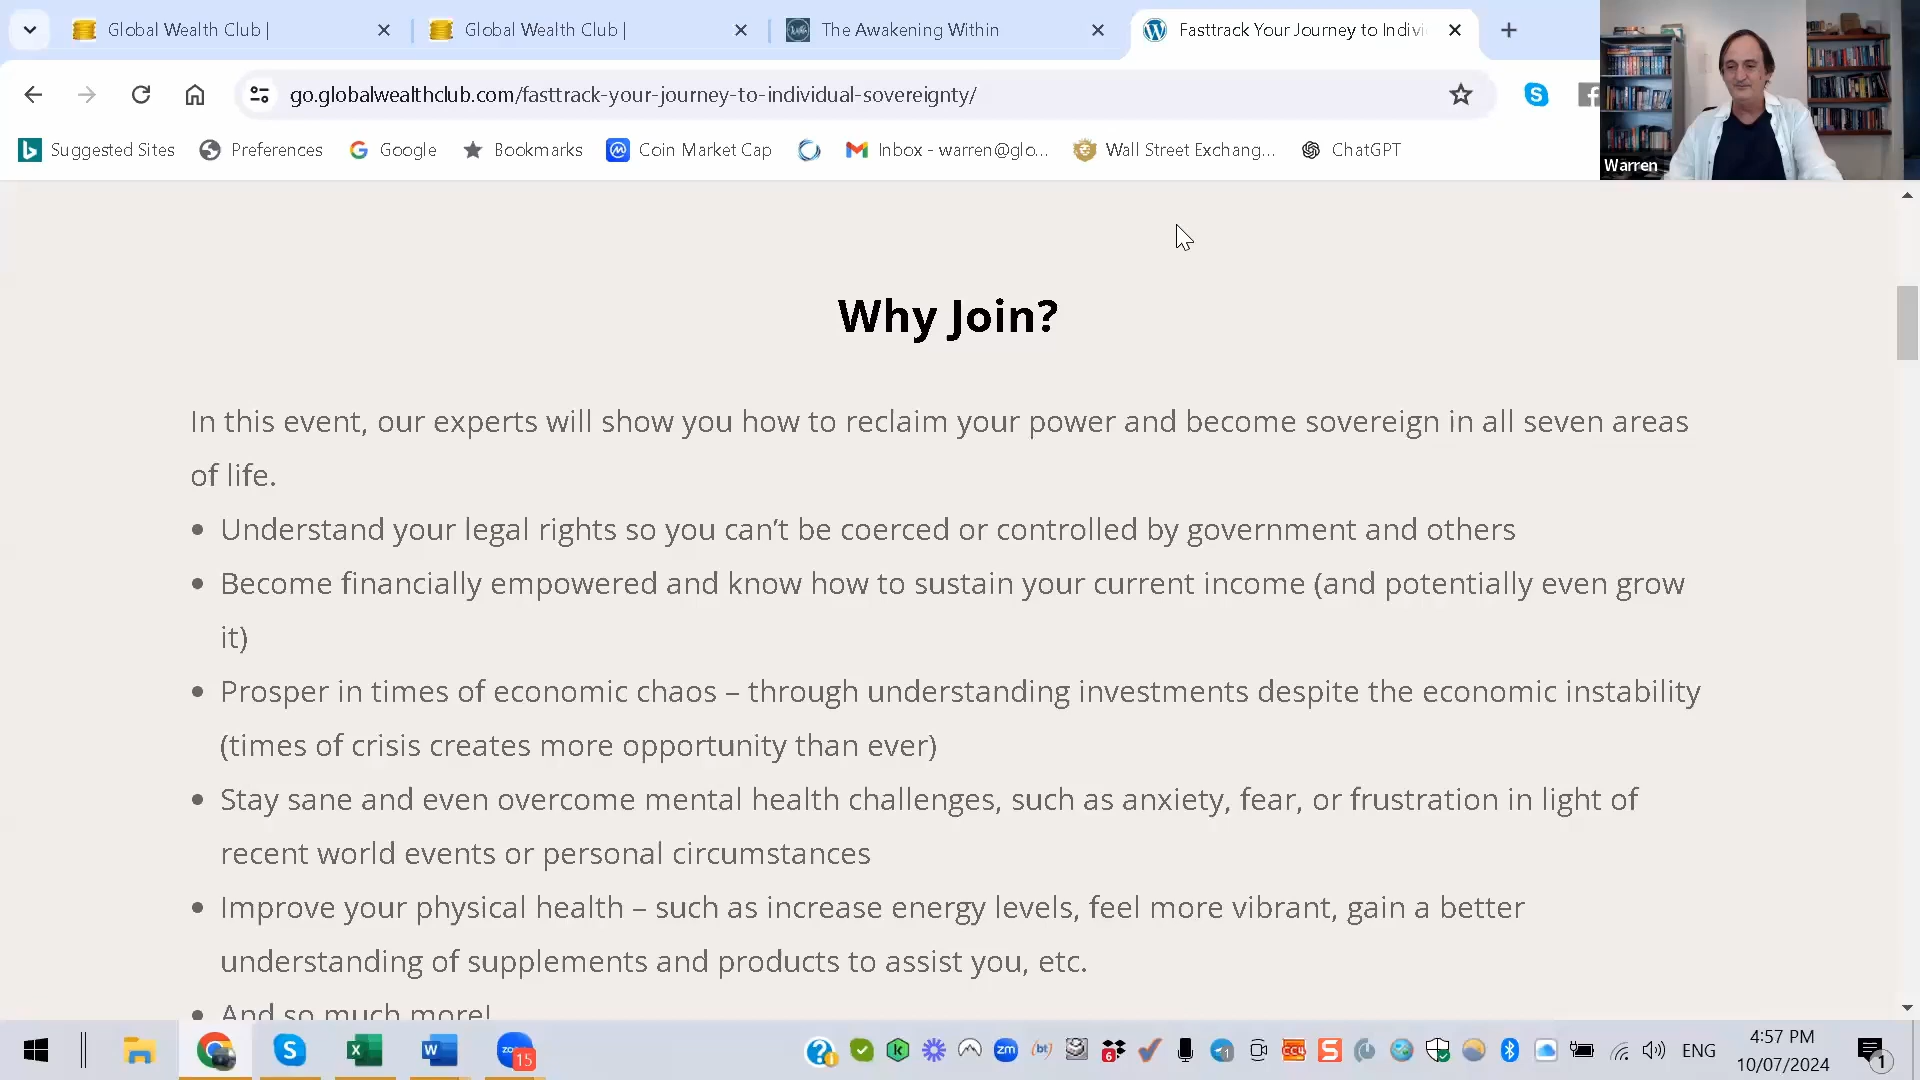 Global Wealth Club |
Global Wealth Club |
The Awakening Within
Fasttrack Your Journey to Indivi
go.globalwealthclub.com/fasttrack-your-journey-to-individual-sovereignty/
Suggested Sites
Preferences
Google
Bookmarks
Coin Market Cap
Inbox - warren@glo...
Wall Street Exchang...
ChatGPT
Warren
Why Join?
In this event, our experts will show you how to reclaim your power and become sovereign in all seven areas
of life.
• Understand your legal rights so you can’t be coerced or controlled by government and others
• Become financially empowered and know how to sustain your current income (and potentially even grow
it)
• Prosper in times of economic chaos – through understanding investments despite the economic instability
(times of crisis creates more opportunity than ever)
• Stay sane and even overcome mental health challenges, such as anxiety, fear, or frustration in light of
recent world events or personal circumstances
• Improve your physical health – such as increase energy levels, feel more vibrant, gain a better
understanding of supplements and products to assist you, etc.
• And so much more!
15
zm
(bt)
6
1
CC4
ENG
4:57 PM
10/07/2024
1